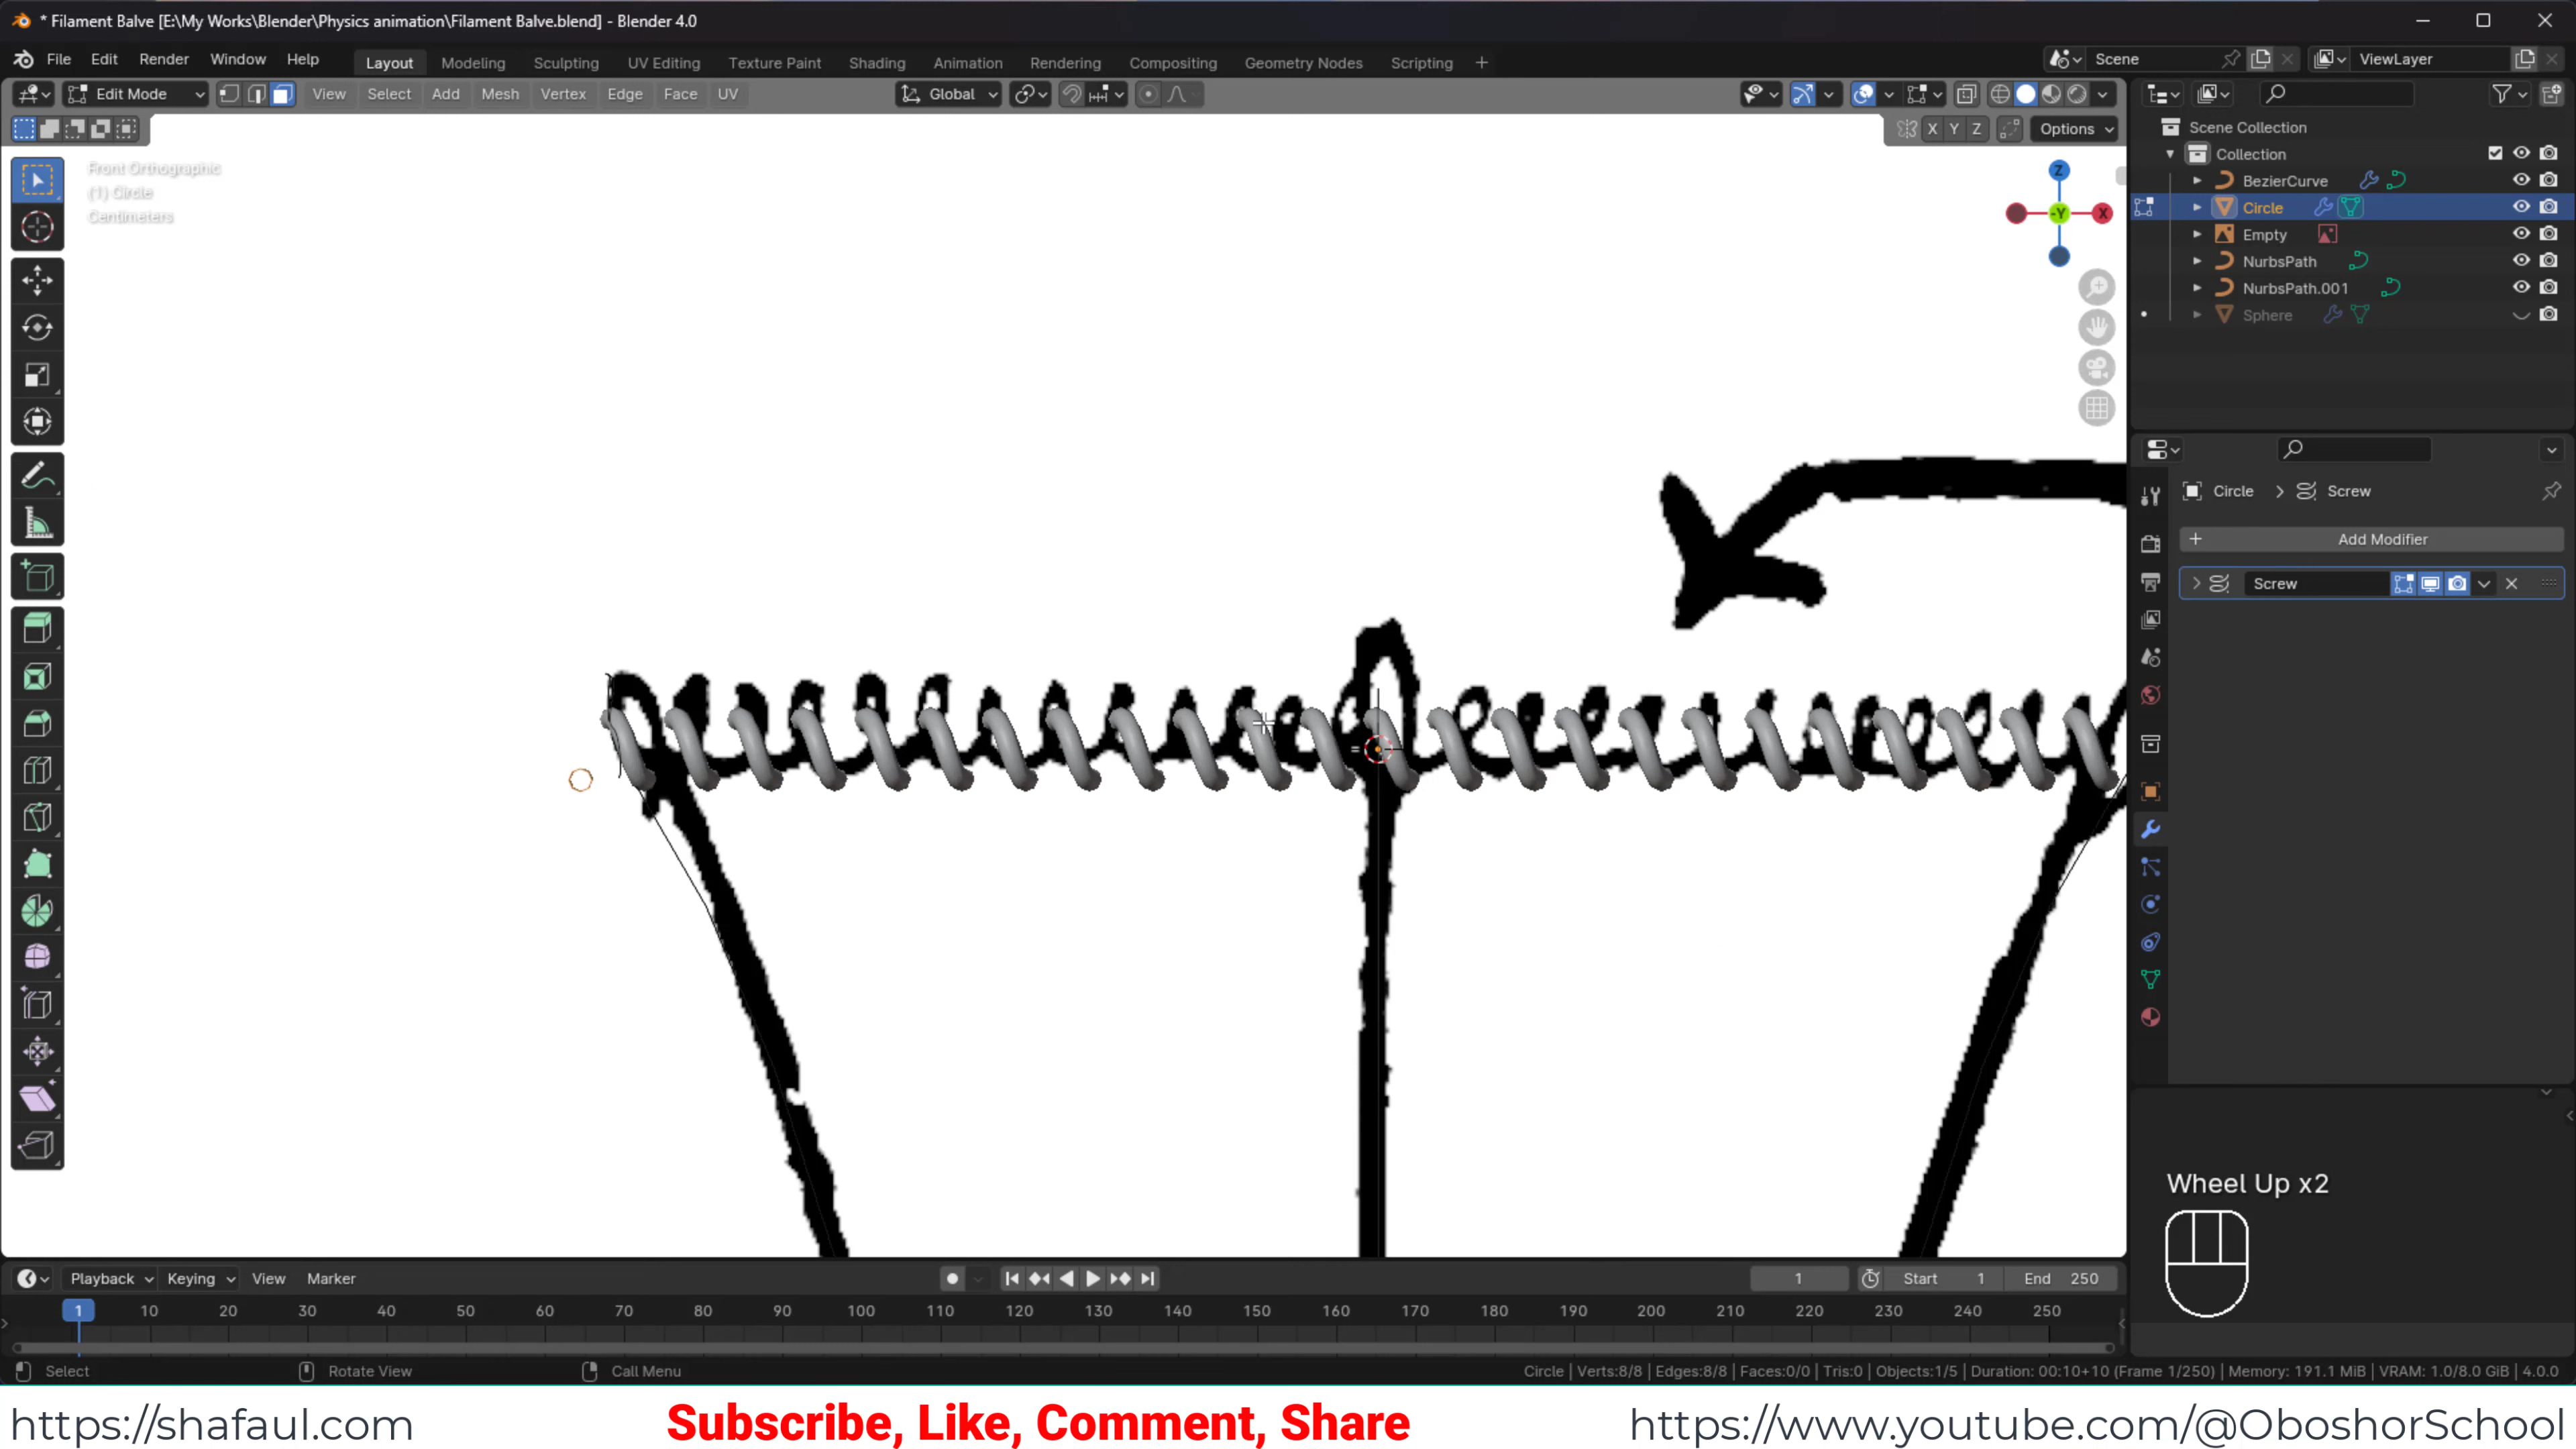 * Filament Balve [E:\My Works\Blender\Physics animation\Filament Balve.blend] - Blender 4.0
File Edit Render Window Help Layout Modeling Sculpting UV Editing Texture Paint Shading Animation Rendering Compositing Geometry Nodes Scripting + Scene ViewLayer
Edit Mode View Select Add Mesh Vertex Edge Face UV Global
X Y Z Options
Front Orthographic
(1) Circle
Centimeters
Z
-Y X
Scene Collection
Collection
BezierCurve
Circle
Empty
NurbsPath
NurbsPath.001
Sphere
Circle > Screw
+ Add Modifier
Screw
Wheel Up x2
Playback Keying View Marker 1 Start 1 End 250
1 10 20 30 40 50 60 70 80 90 100 110 120 130 140 150 160 170 180 190 200 210 220 230 240 250
Select Rotate View Call Menu Circle | Verts:8/8 | Edges:8/8 | Faces:0/0 | Tris:0 | Objects:1/5 | Duration: 00:10+10 (Frame 1/250) | Memory: 191.1 MiB | VRAM: 1.0/8.0 GiB | 4.0.0
https://shafaul.com Subscribe, Like, Comment, Share https://www.youtube.com/@OboshorSchool